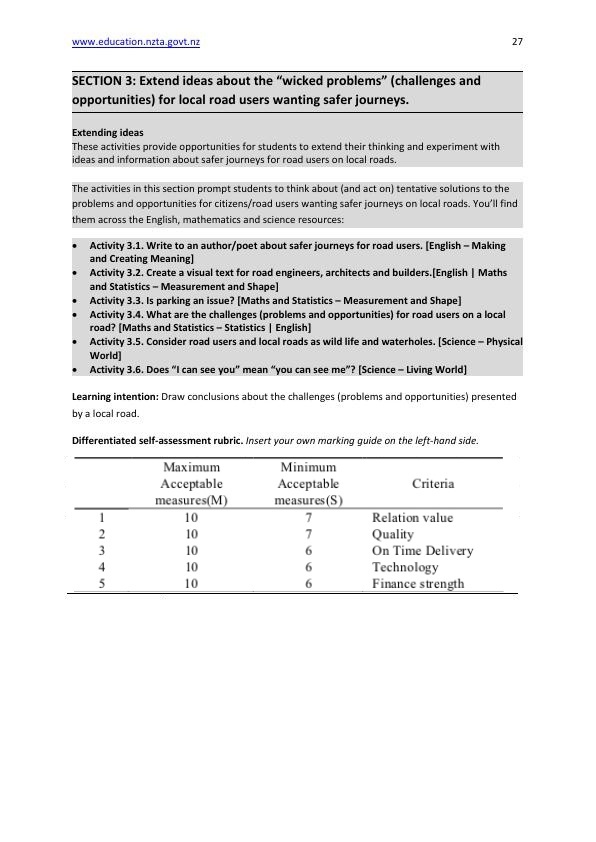 www.education.nzta.govt.nz 27
SECTION 3: Extend ideas about the “wicked problems” (challenges and
opportunities) for local road users wanting safer journeys.
Extending ideas
These activities provide opportunities for students to extend their thinking and experiment with
ideas and information about safer journeys for road users on local roads.
The activities in this section prompt students to think about (and act on) tentative solutions to the
problems and opportunities for citizens/road users wanting safer journeys on local roads. You’ll find
them across the English, mathematics and science resources:
• Activity 3.1. Write to an author/poet about safer journeys for road users. [English – Making
and Creating Meaning]
• Activity 3.2. Create a visual text for road engineers, architects and builders.[English | Maths
and Statistics – Measurement and Shape]
• Activity 3.3. Is parking an issue? [Maths and Statistics – Measurement and Shape]
• Activity 3.4. What are the challenges (problems and opportunities) for road users on a local
road? [Maths and Statistics – Statistics | English]
• Activity 3.5. Consider road users and local roads as wild life and waterholes. [Science – Physical
World]
• Activity 3.6. Does “I can see you” mean “you can see me”? [Science – Living World]
Learning intention: Draw conclusions about the challenges (problems and opportunities) presented
by a local road.
Differentiated self-assessment rubric. Insert your own marking guide on the left-hand side.
Maximum Minimum
Acceptable Acceptable Criteria
measures(M) measures(S)
1 10 7 Relation value
2 10 7 Quality
3 10 6 On Time Delivery
4 10 6 Technology
5 10 6 Finance strength